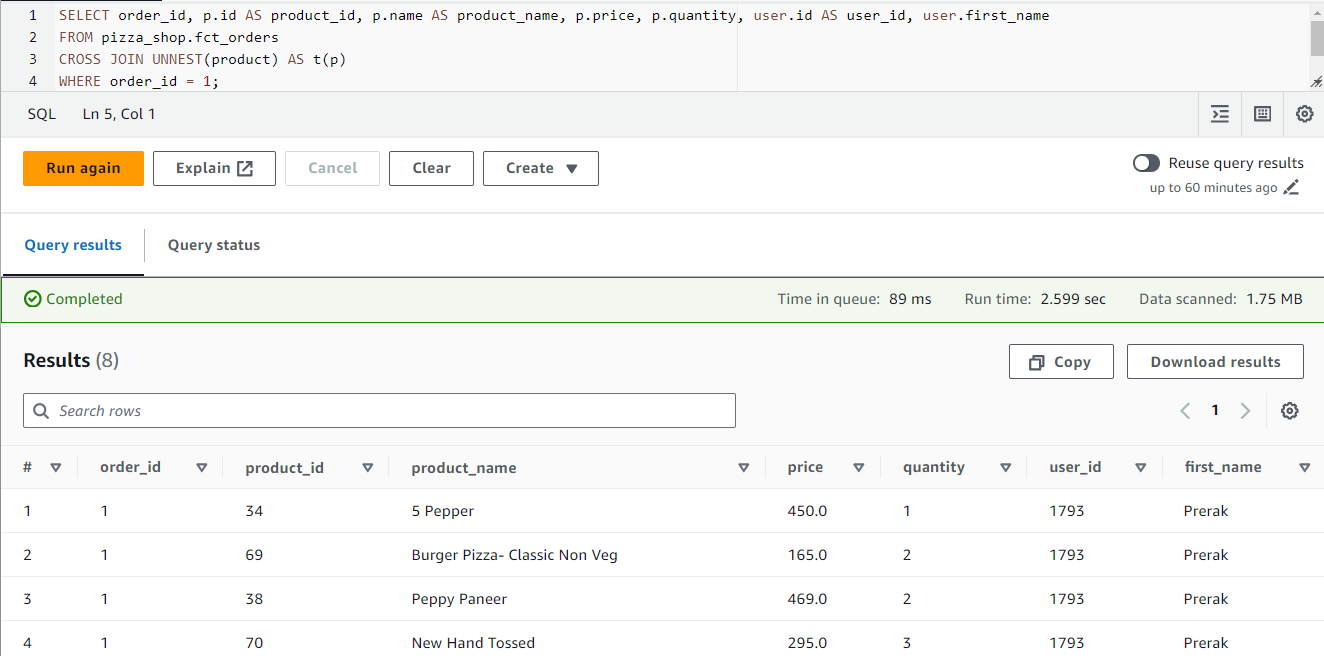 1 SELECT order_id, p.id AS product_id, p.name AS product_name, p.price, p.quantity, user.id AS user_id, user.first_name
2 FROM pizza_shop.fct_orders
3 CROSS JOIN UNNEST(product) AS t(p)
4 WHERE order_id = 1;
SQL Ln 5, Col 1
Run again Explain Cancel Clear Create Reuse query results
up to 60 minutes ago
Query results Query status
Completed Time in queue: 89 ms Run time: 2.599 sec Data scanned: 1.75 MB
Results (8) Copy Download results
Search rows 1
# order_id product_id product_name price quantity user_id first_name
1 1 34 5 Pepper 450.0 1 1793 Prerak
2 1 69 Burger Pizza- Classic Non Veg 165.0 2 1793 Prerak
3 1 38 Peppy Paneer 469.0 2 1793 Prerak
4 1 70 New Hand Tossed 295.0 3 1793 Prerak